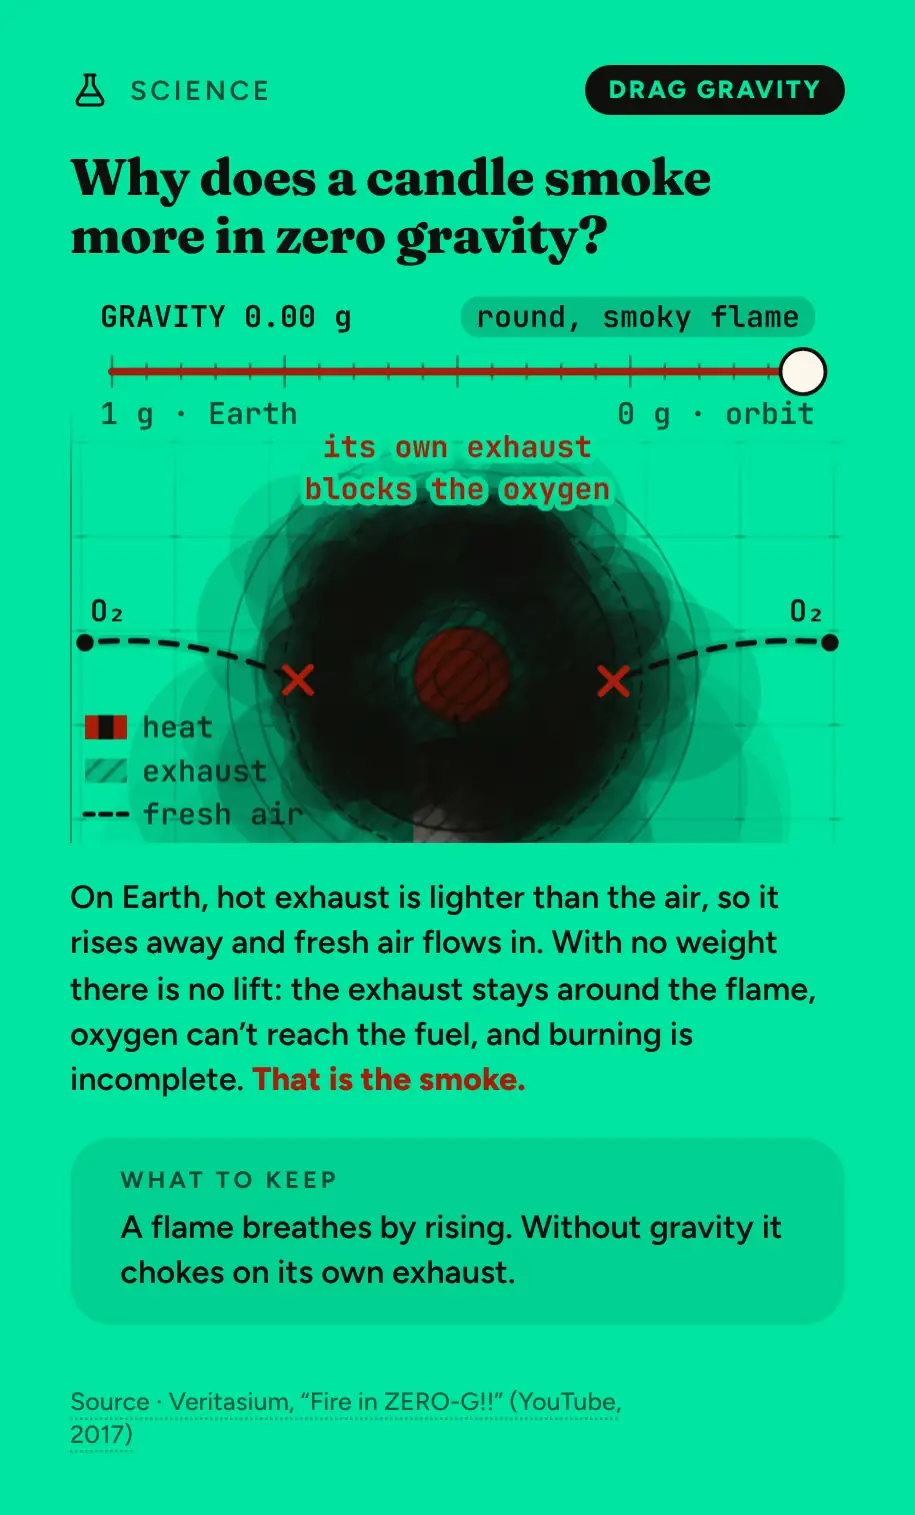 SCIENCE
DRAG GRAVITY
Why does a candle smoke
more in zero gravity?
GRAVITY 0.00 g
round, smoky flame
1 g · Earth
0 g · orbit
its own exhaust
blocks the oxygen
O₂
O₂
heat
exhaust
fresh air
On Earth, hot exhaust is lighter than the air, so it
rises away and fresh air flows in. With no weight
there is no lift: the exhaust stays around the flame,
oxygen can’t reach the fuel, and burning is
incomplete. That is the smoke.
WHAT TO KEEP
A flame breathes by rising. Without gravity it
chokes on its own exhaust.
Source · Veritasium, “Fire in ZERO-G!!” (YouTube,
2017)